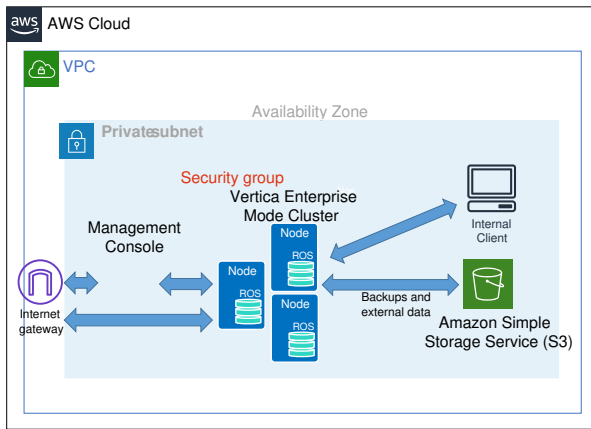 aws
AWS Cloud
VPC
Availability Zone
Privatesubnet
Security group
Vertica Enterprise
Mode Cluster
Management
Console
Node
ROS
Node
ROS
Node
ROS
Internal
Client
Internet
gateway
Backups and
external data
Amazon Simple
Storage Service (S3)